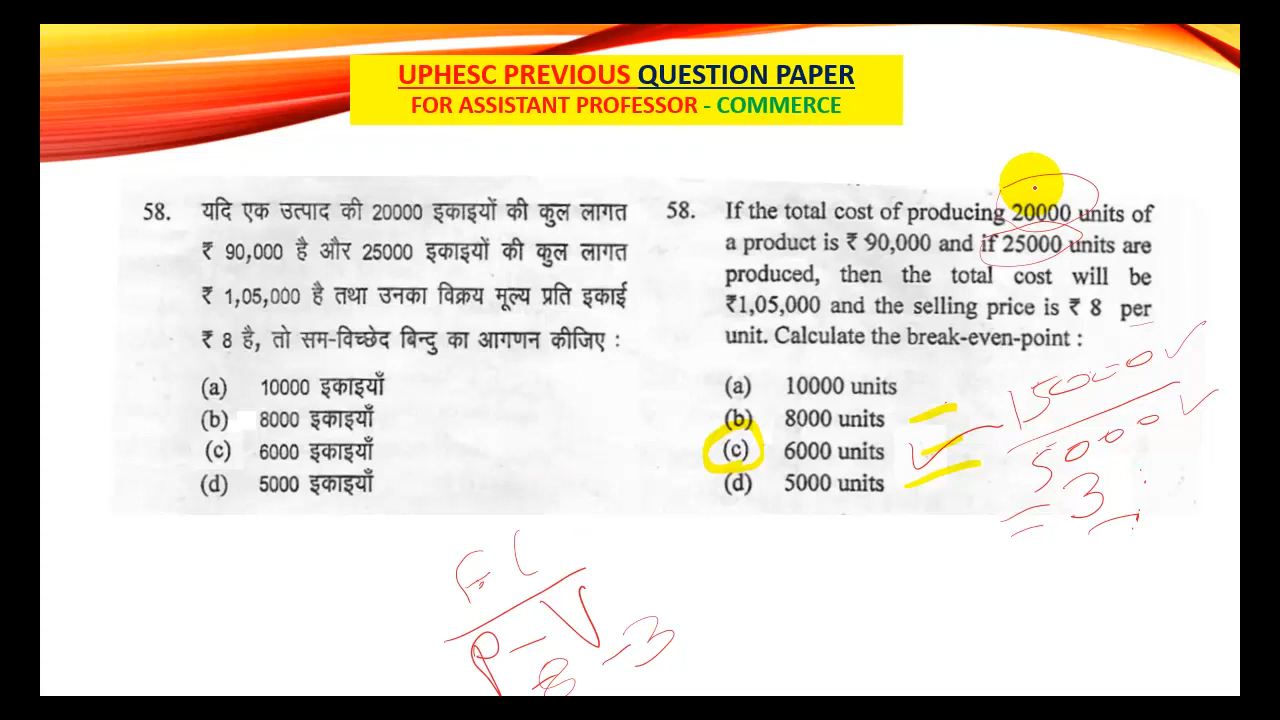 UPHESC PREVIOUS QUESTION PAPER
FOR ASSISTANT PROFESSOR - COMMERCE
58. यदि एक उत्पाद की 20000 इकाइयों की कुल लागत
₹ 90,000 है और 25000 इकाइयों की कुल लागत
₹ 1,05,000 है तथा उनका विक्रय मूल्य प्रति इकाई
₹ 8 है, तो सम-विच्छेद बिन्दु का आगणन कीजिए :
(a) 10000 इकाइयाँ
(b) 8000 इकाइयाँ
(c) 6000 इकाइयाँ
(d) 5000 इकाइयाँ
58. If the total cost of producing 20000 units of
a product is ₹ 90,000 and if 25000 units are
produced, then the total cost will be
₹1,05,000 and the selling price is ₹ 8 per
unit. Calculate the break-even-point :
(a) 10000 units
(b) 8000 units
(c) 6000 units
(d) 5000 units
15000
5000
= 3
P - V
8 - 3